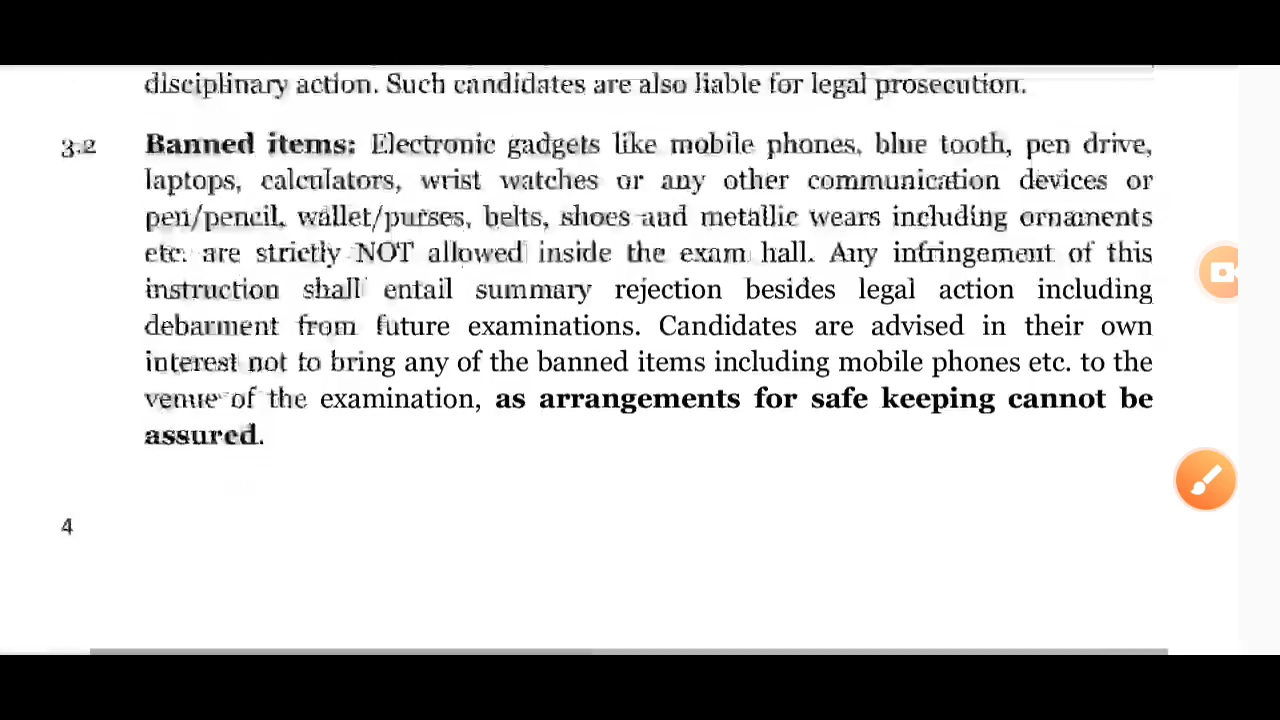 disciplinary action. Such candidates are also liable for legal prosecution.
3.2 Banned items: Electronic gadgets like mobile phones, blue tooth, pen drive,
laptops, calculators, wrist watches or any other communication devices or
pen/pencil, wallet/purses, belts, shoes and metallic wears including ornaments
etc. are strictly NOT allowed inside the exam hall. Any infringement of this
instruction shall entail summary rejection besides legal action including
debarment from future examinations. Candidates are advised in their own
interest not to bring any of the banned items including mobile phones etc. to the
venue of the examination, as arrangements for safe keeping cannot be
assured.
4